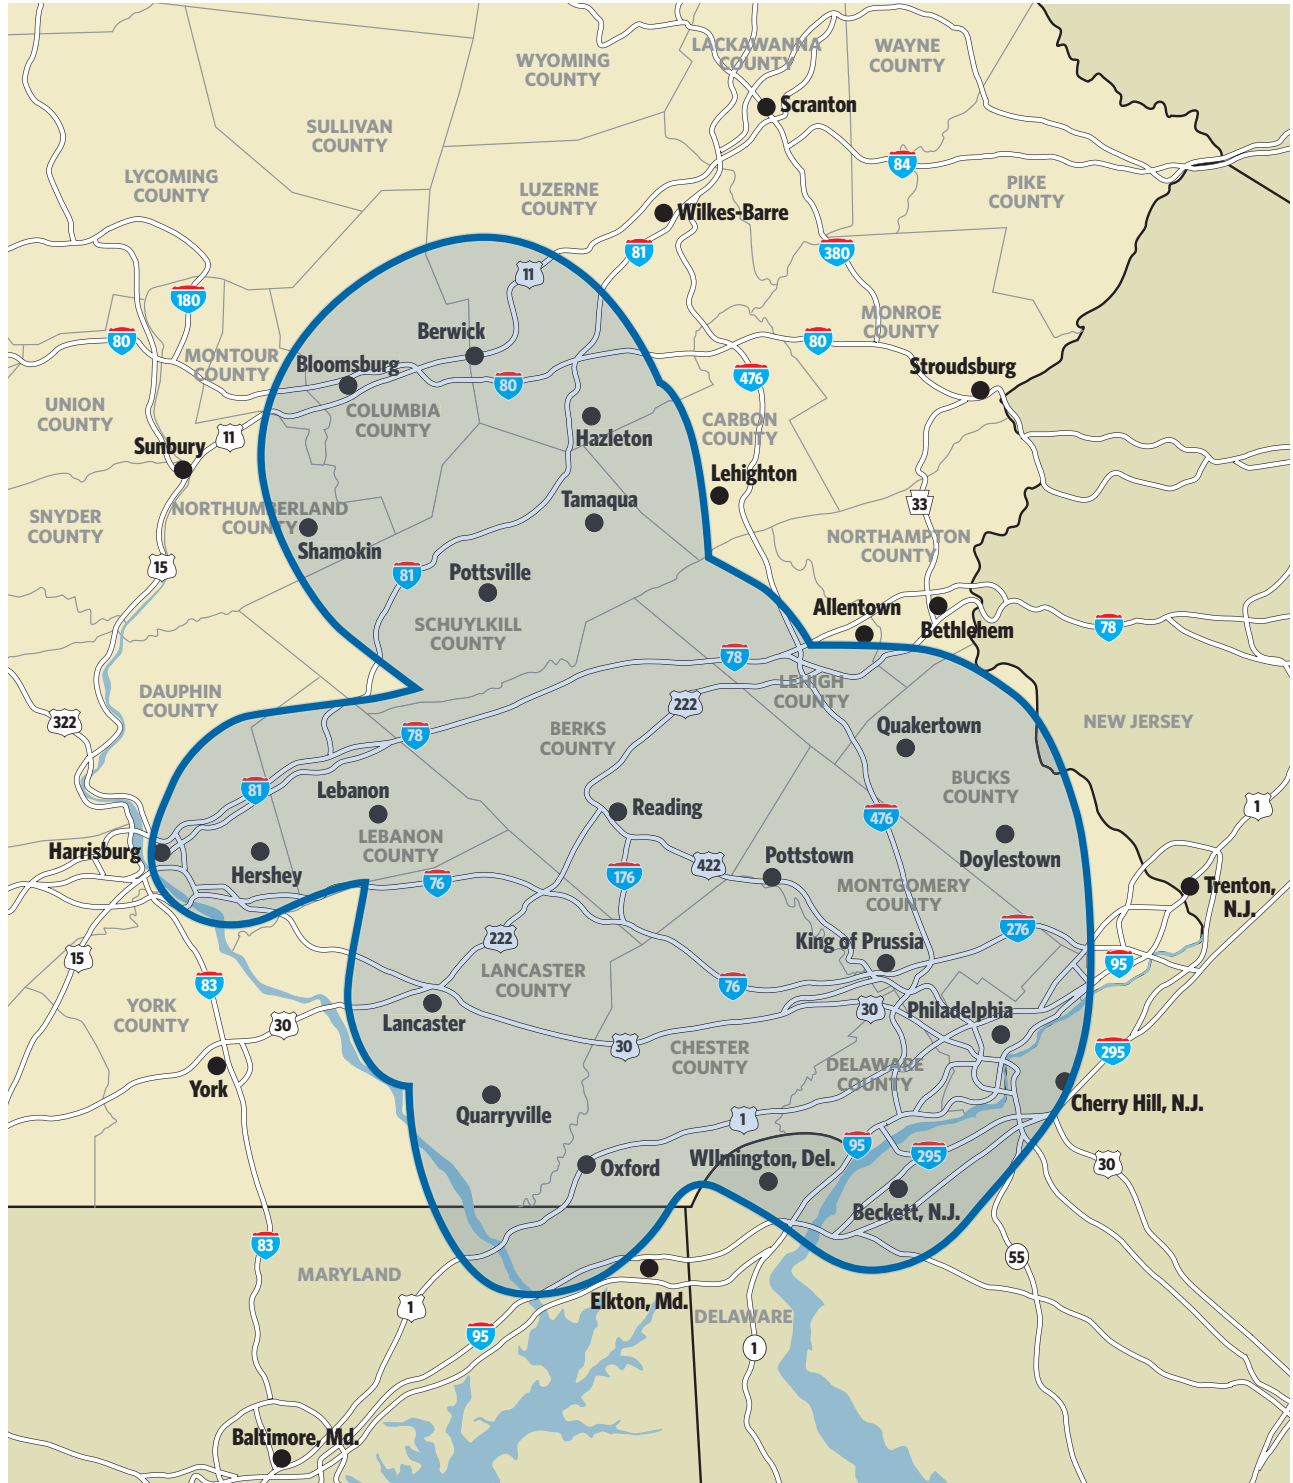 LACKAWANNA
COUNTY
WAYNE
COUNTY
WYOMING
COUNTY
Scranton
SULLIVAN
COUNTY
84
LYCOMING
COUNTY
LUZERNE
COUNTY
PIKE
COUNTY
Wilkes-Barre
81
380
11
180
MONROE
COUNTY
80
Berwick
80
MONTOUR
COUNTY
Bloomsburg
Stroudsburg
476
80
UNION
COUNTY
COLUMBIA
COUNTY
CARBON
COUNTY
Sunbury
11
Hazleton
Lehighton
Tamaqua
33
SNYDER
COUNTY
NORTHUMBERLAND
COUNTY
NORTHAMPTON
COUNTY
Shamokin
15
81
Pottsville
Allentown
Bethlehem
78
SCHUYLKILL
COUNTY
78
DAUPHIN
COUNTY
LEHIGH
COUNTY
222
322
NEW JERSEY
78
BERKS
COUNTY
Quakertown
BUCKS
COUNTY
81
Lebanon
Reading
1
476
LEBANON
COUNTY
Harrisburg
Hershey
Pottstown
Doylestown
422
176
76
MONTGOMERY
COUNTY
Trenton,
N.J.
276
222
King of Prussia
15
95
83
LANCASTER
COUNTY
76
YORK
COUNTY
30
Lancaster
30
Philadelphia
30
CHESTER
COUNTY
295
DELAWARE
COUNTY
York
Quarryville
Cherry Hill, N.J.
1
95
295
WIlmington, Del.
Oxford
30
Beckett, N.J.
83
55
MARYLAND
Elkton, Md.
1
DELAWARE
95
1
Baltimore, Md.